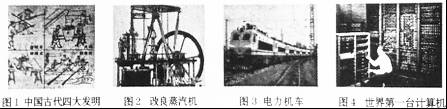 图1 中国古代四大发明
图2 改良蒸汽机
图3 电力机车
图4 世界第一台计算机